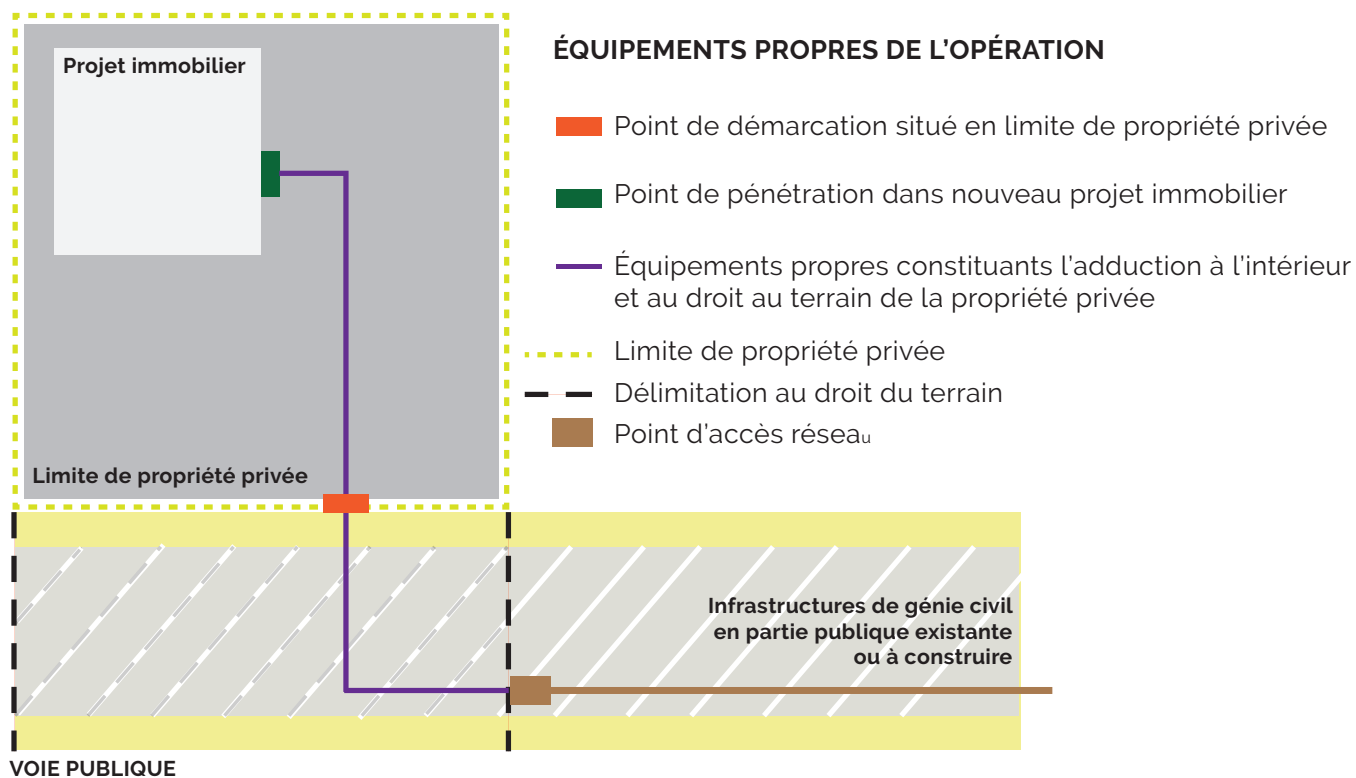 Projet immobilier
Limite de propriété privée
ÉQUIPEMENTS PROPRES DE L'OPÉRATION
Point de démarcation situé en limite de propriété privée
Point de pénétration dans nouveau projet immobilier
Équipements propres constituants l'adduction à l'intérieur
et au droit au terrain de la propriété privée
Limite de propriété privée
Délimitation au droit du terrain
Point d'accès réseau
Infrastructures de génie civil
en partie publique existante
ou à construire
VOIE PUBLIQUE